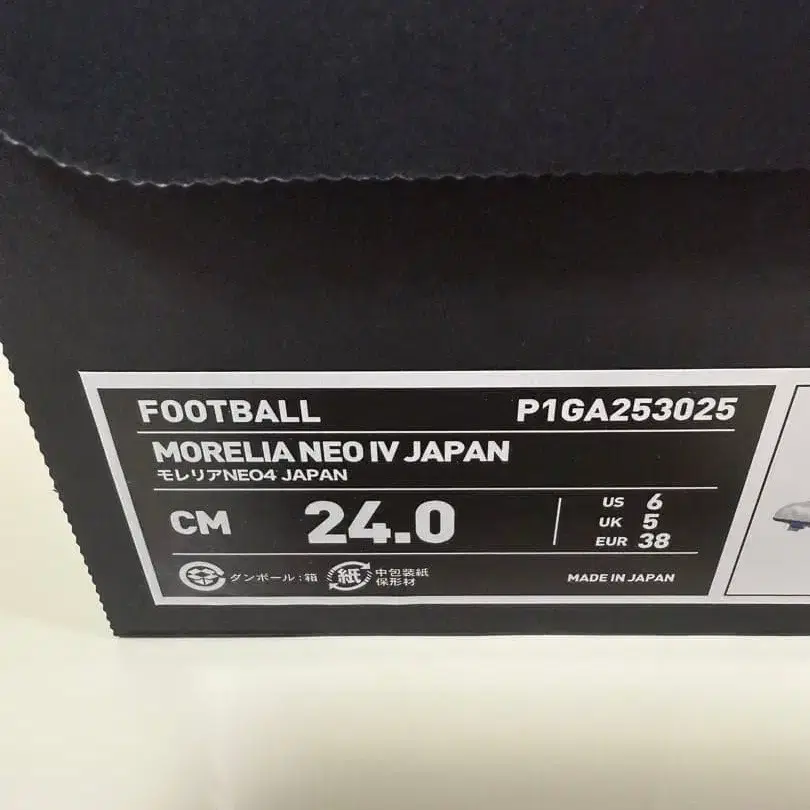 FOOTBALL P1GA253025
MORELIA NEO IV JAPAN
モレリアNEO4 JAPAN
CM 24.0
US 6
UK 5
EUR 38
ダンボール:箱
紙 中包装紙
保形材
MADE IN JAPAN